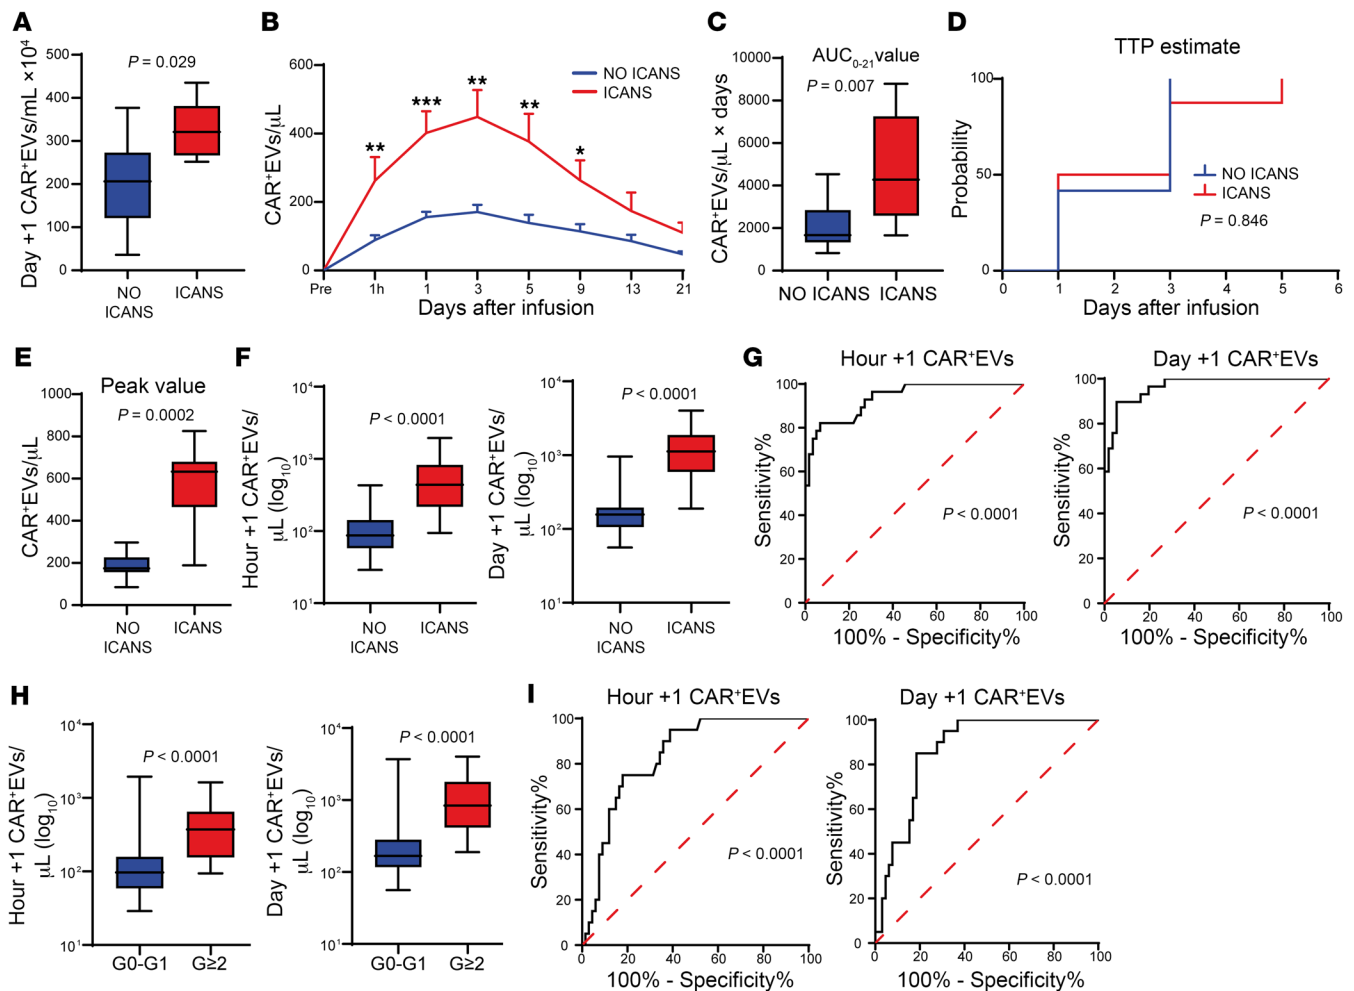 A
Day +1 CAR⁺EVs/mL ×10⁴
500
400
300
200
100
0
P = 0.029
NO
ICANS
ICANS
B
CAR⁺EVs/μL
600
400
200
0
NO ICANS
ICANS
**
***
**
**
*
Pre
1h
1
3
5
9
13
21
Days after infusion
C
CAR⁺EVs/μL × days
AUC₀₋₂₁value
P = 0.007
10000
8000
6000
4000
2000
0
NO ICANS
ICANS
D
TTP estimate
Probability
100
50
0
NO ICANS
ICANS
P = 0.846
0
1
2
3
4
5
6
Days after infusion
E
Peak value
P = 0.0002
CAR⁺EVs/μL
1000
800
600
400
200
0
NO
ICANS
ICANS
F
Hour +1 CAR⁺EVs/
μL (log₁₀)
10⁴
10³
10²
10¹
P < 0.0001
NO
ICANS
ICANS
Day +1 CAR⁺EVs/
μL (log₁₀)
10⁴
10³
10²
10¹
P < 0.0001
NO
ICANS
ICANS
G
Hour +1 CAR⁺EVs
Sensitivity%
100
80
60
40
20
0
P < 0.0001
0
20
40
60
80
100
100% - Specificity%
Day +1 CAR⁺EVs
Sensitivity%
100
80
60
40
20
0
P < 0.0001
0
20
40
60
80
100
100% - Specificity%
H
Hour +1 CAR⁺EVs/
μL (log₁₀)
10⁴
10³
10²
10¹
P < 0.0001
G0-G1
G≥2
Day +1 CAR⁺EVs/
μL (log₁₀)
10⁴
10³
10²
10¹
P < 0.0001
G0-G1
G≥2
I
Hour +1 CAR⁺EVs
Sensitivity%
100
80
60
40
20
0
P < 0.0001
0
20
40
60
80
100
100% - Specificity%
Day +1 CAR⁺EVs
Sensitivity%
100
80
60
40
20
0
P < 0.0001
0
20
40
60
80
100
100% - Specificity%